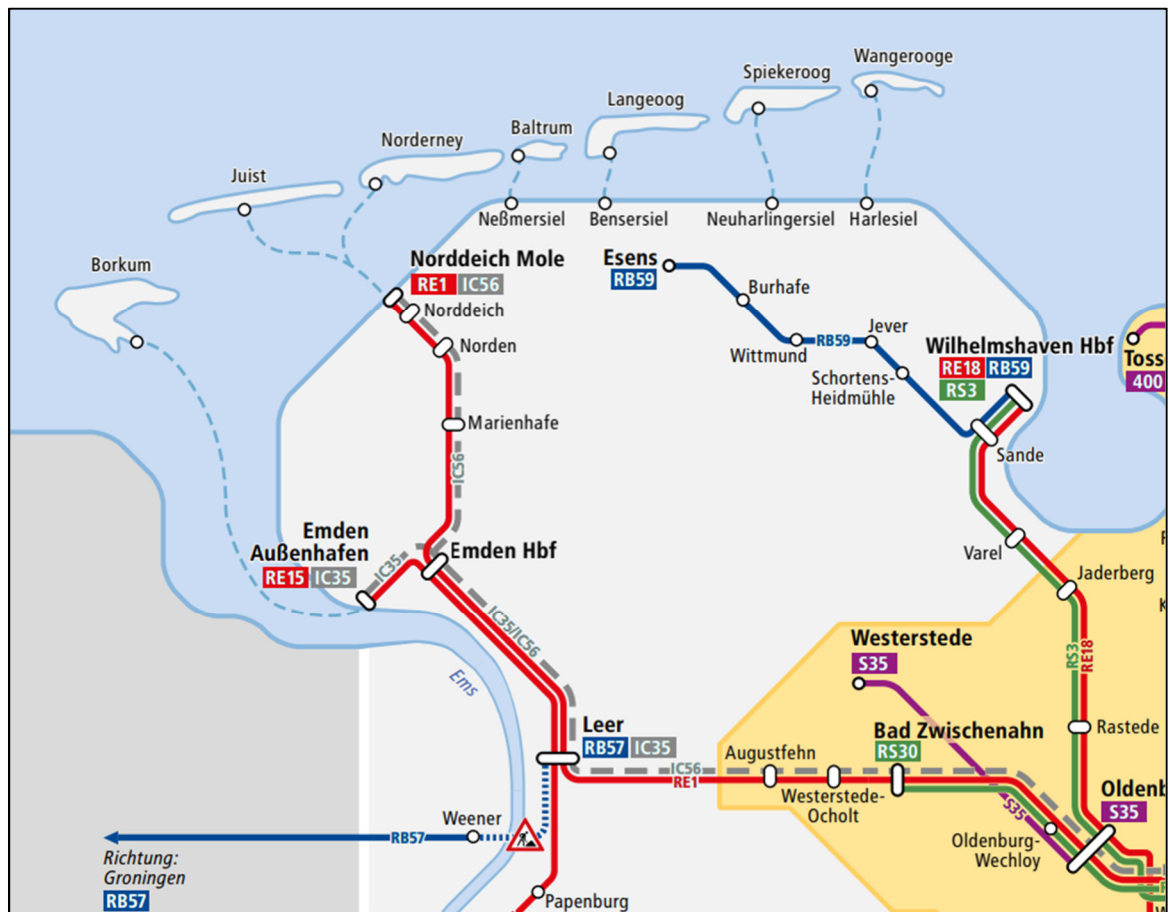 Wangerooge
Spiekeroog
Langeoog
Baltrum
Norderney
Juist
Neßmersiel
Bensersiel
Neuharlingersiel
Harlesiel
Borkum
Norddeich Mole
RE1 IC56
Norddeich
Norden
Marienhafe
IC56
Esens
RB59
Burhafe
Wittmund
RB59
Jever
Schortens-
Heidmühle
Wilhelmshaven Hbf
RE18 RB59
RS3
Sande
Toss
400
Varel
Jaderberg
RS3
RE18
Emden
Außenhafen
RE15 IC35
IC35
Emden Hbf
IC35/IC56
Ems
Westerstede
S35
Bad Zwischenahn
RS30
Rastede
Leer
RB57 IC35
IC56
RE1
Augustfehn
Westerstede-
Ocholt
S35
Oldenb
S35
Oldenburg-
Wechloy
Weener
RB57
Richtung:
Groningen
RB57
Papenburg